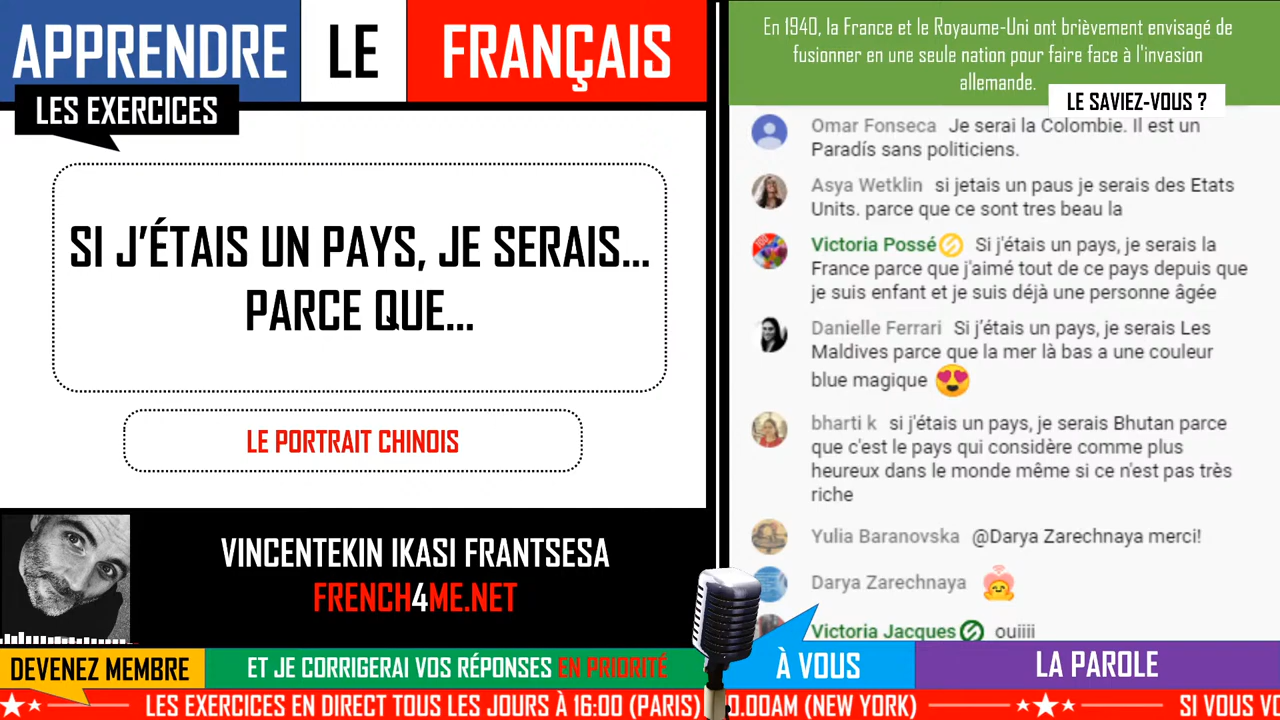 APPRENDRE LE FRANÇAIS
LES EXERCICES
SI J'ÉTAIS UN PAYS, JE SERAIS...
PARCE QUE...
LE PORTRAIT CHINOIS
VINCENTEKIN IKASI FRANTSESA
FRENCH4ME.NET
DEVENEZ MEMBRE
ET JE CORRIGERAI VOS RÉPONSES EN PRIORITÉ
En 1940, la France et le Royaume-Uni ont brièvement envisagé de
fusionner en une seule nation pour faire face à l'invasion
allemande.
LE SAVIEZ-VOUS ?
Omar Fonseca Je serai la Colombie. Il est un
Paradís sans politiciens.
Asya Wetklin si jetais un paus je serais des Etats
Units. parce que ce sont tres beau la
Victoria Possé Si j'étais un pays, je serais la
France parce que j'aimé tout de ce pays depuis que
je suis enfant et je suis déjà une personne âgée
Danielle Ferrari Si j’étais un pays, je serais Les
Maldives parce que la mer là bas a une couleur
blue magique
bharti k si j'étais un pays, je serais Bhutan parce
que c'est le pays qui considère comme plus
heureux dans le monde même si ce n'est pas très
riche
Yulia Baranovska @Darya Zarechnaya merci!
Darya Zarechnaya
Victoria Jacques ouiiii
À VOUS
LA PAROLE
LES EXERCICES EN DIRECT TOUS LES JOURS À 16:00 (PARIS) 0.00AM (NEW YORK) SI VOUS